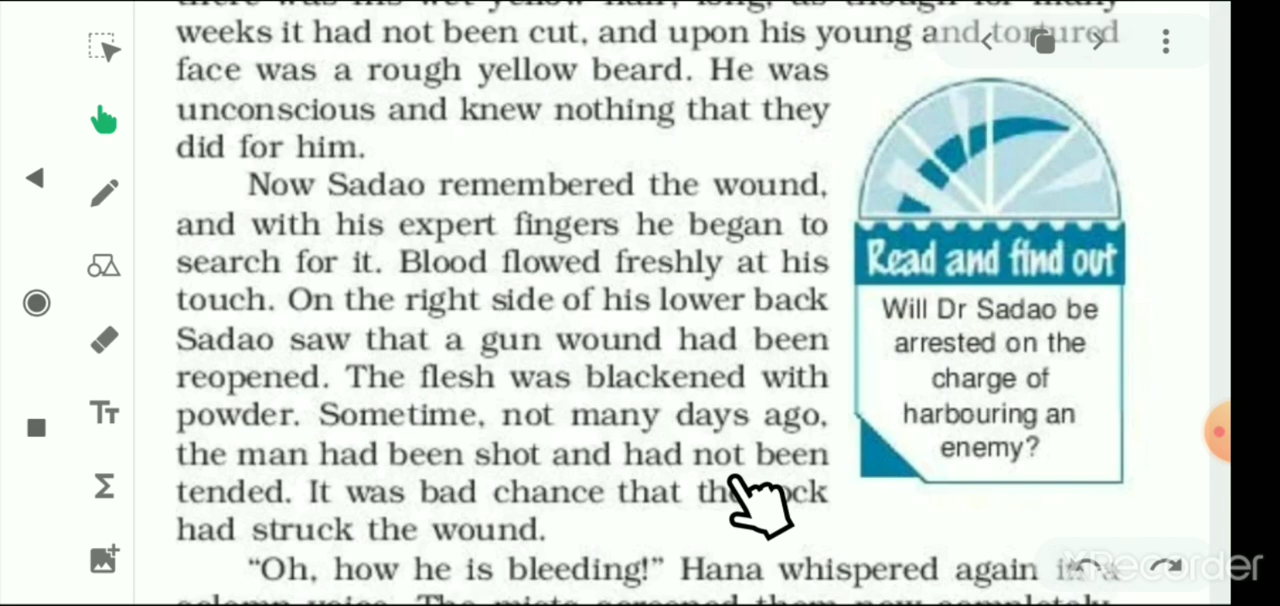 weeks it had not been cut, and upon his young and tortured
face was a rough yellow beard. He was
unconscious and knew nothing that they
did for him.
Now Sadao remembered the wound,
and with his expert fingers he began to
search for it. Blood flowed freshly at his
touch. On the right side of his lower back
Sadao saw that a gun wound had been
reopened. The flesh was blackened with
powder. Sometime, not many days ago,
the man had been shot and had not been
tended. It was bad chance that the rock
had struck the wound.
"Oh, how he is bleeding!" Hana whispered again in a
Read and find out
Will Dr Sadao be
arrested on the
charge of
harbouring an
enemy?
Tт
Σ
XRecorder